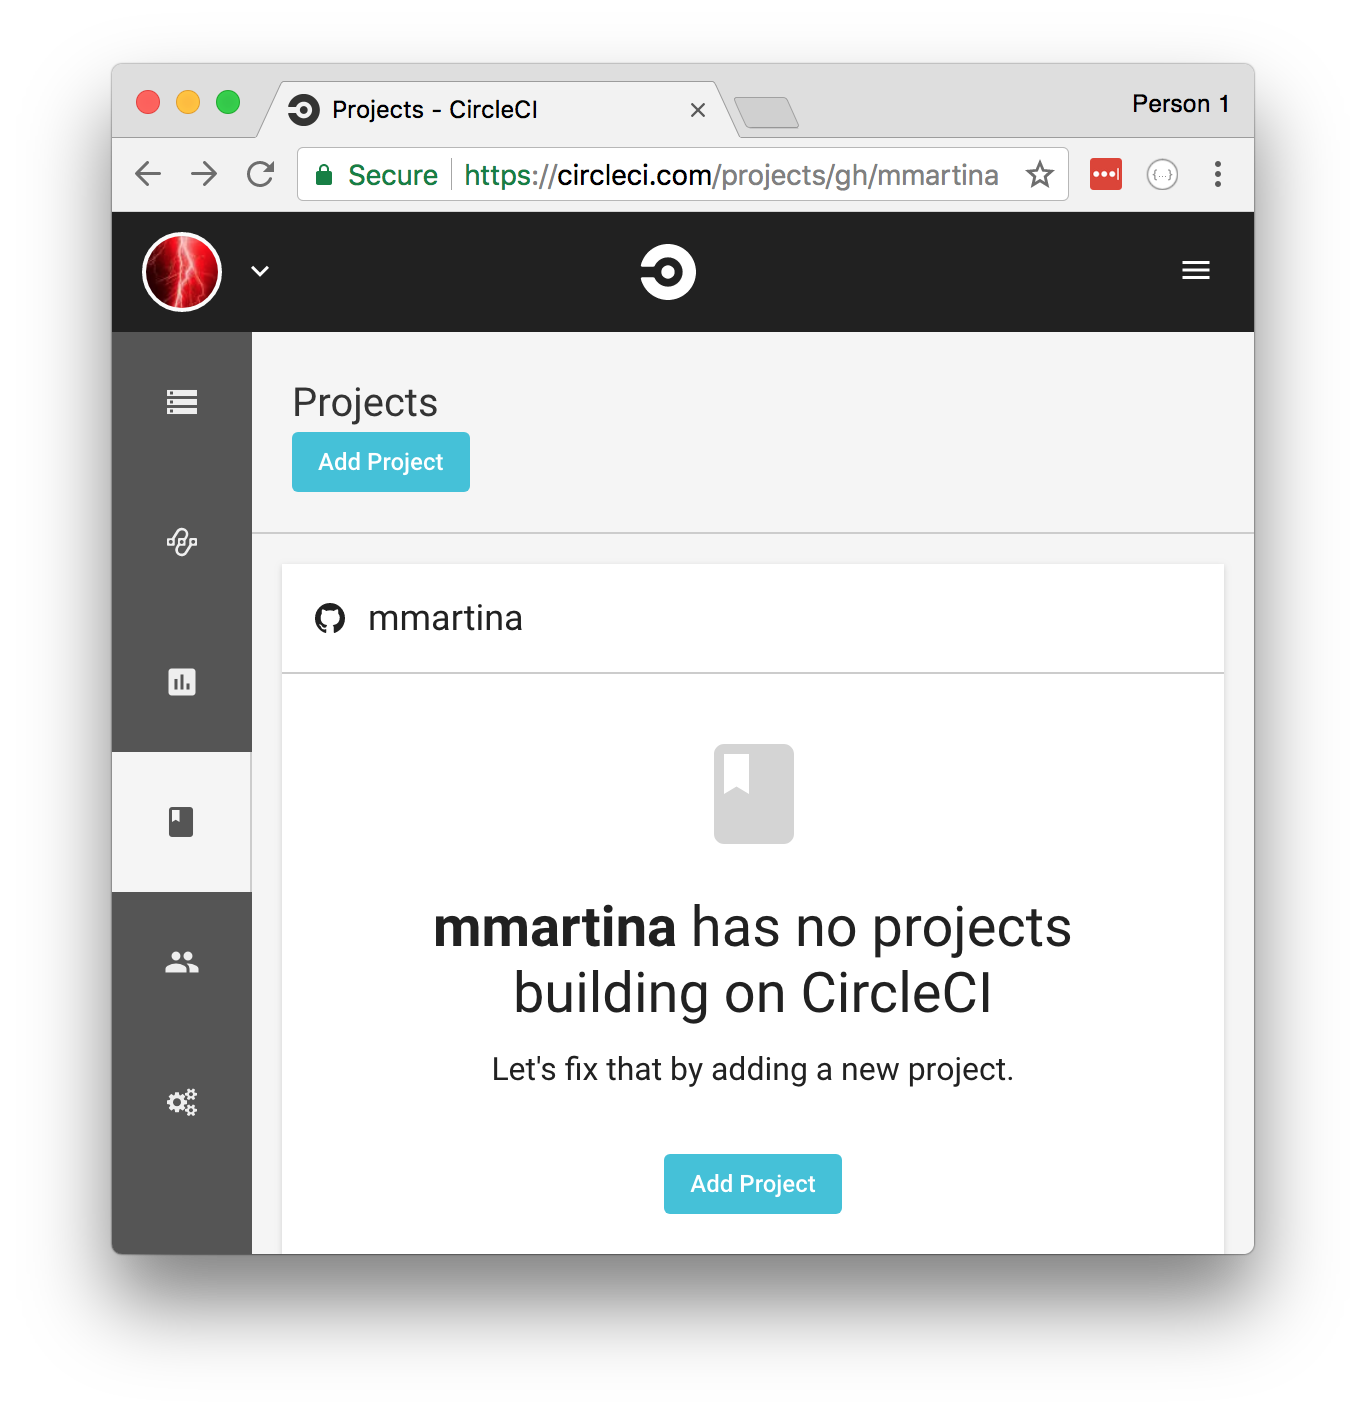 Projects - CircleCI
Person 1
Secure https://circleci.com/projects/gh/mmartina
{...}
Projects
Add Project
mmartina
mmartina has no projects
building on CircleCI
Let's fix that by adding a new project.
Add Project